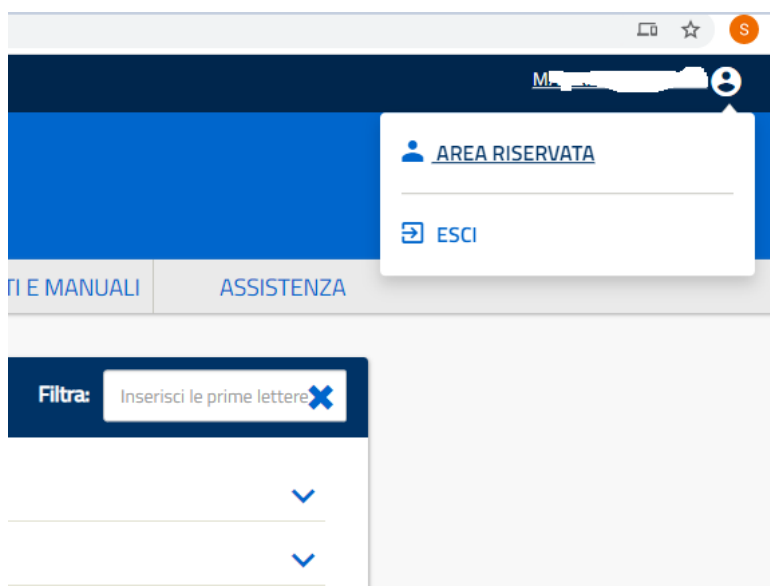 S
AREA RISERVATA
ESCI
TI E MANUALI ASSISTENZA
Filtra: Inserisci le prime lettere